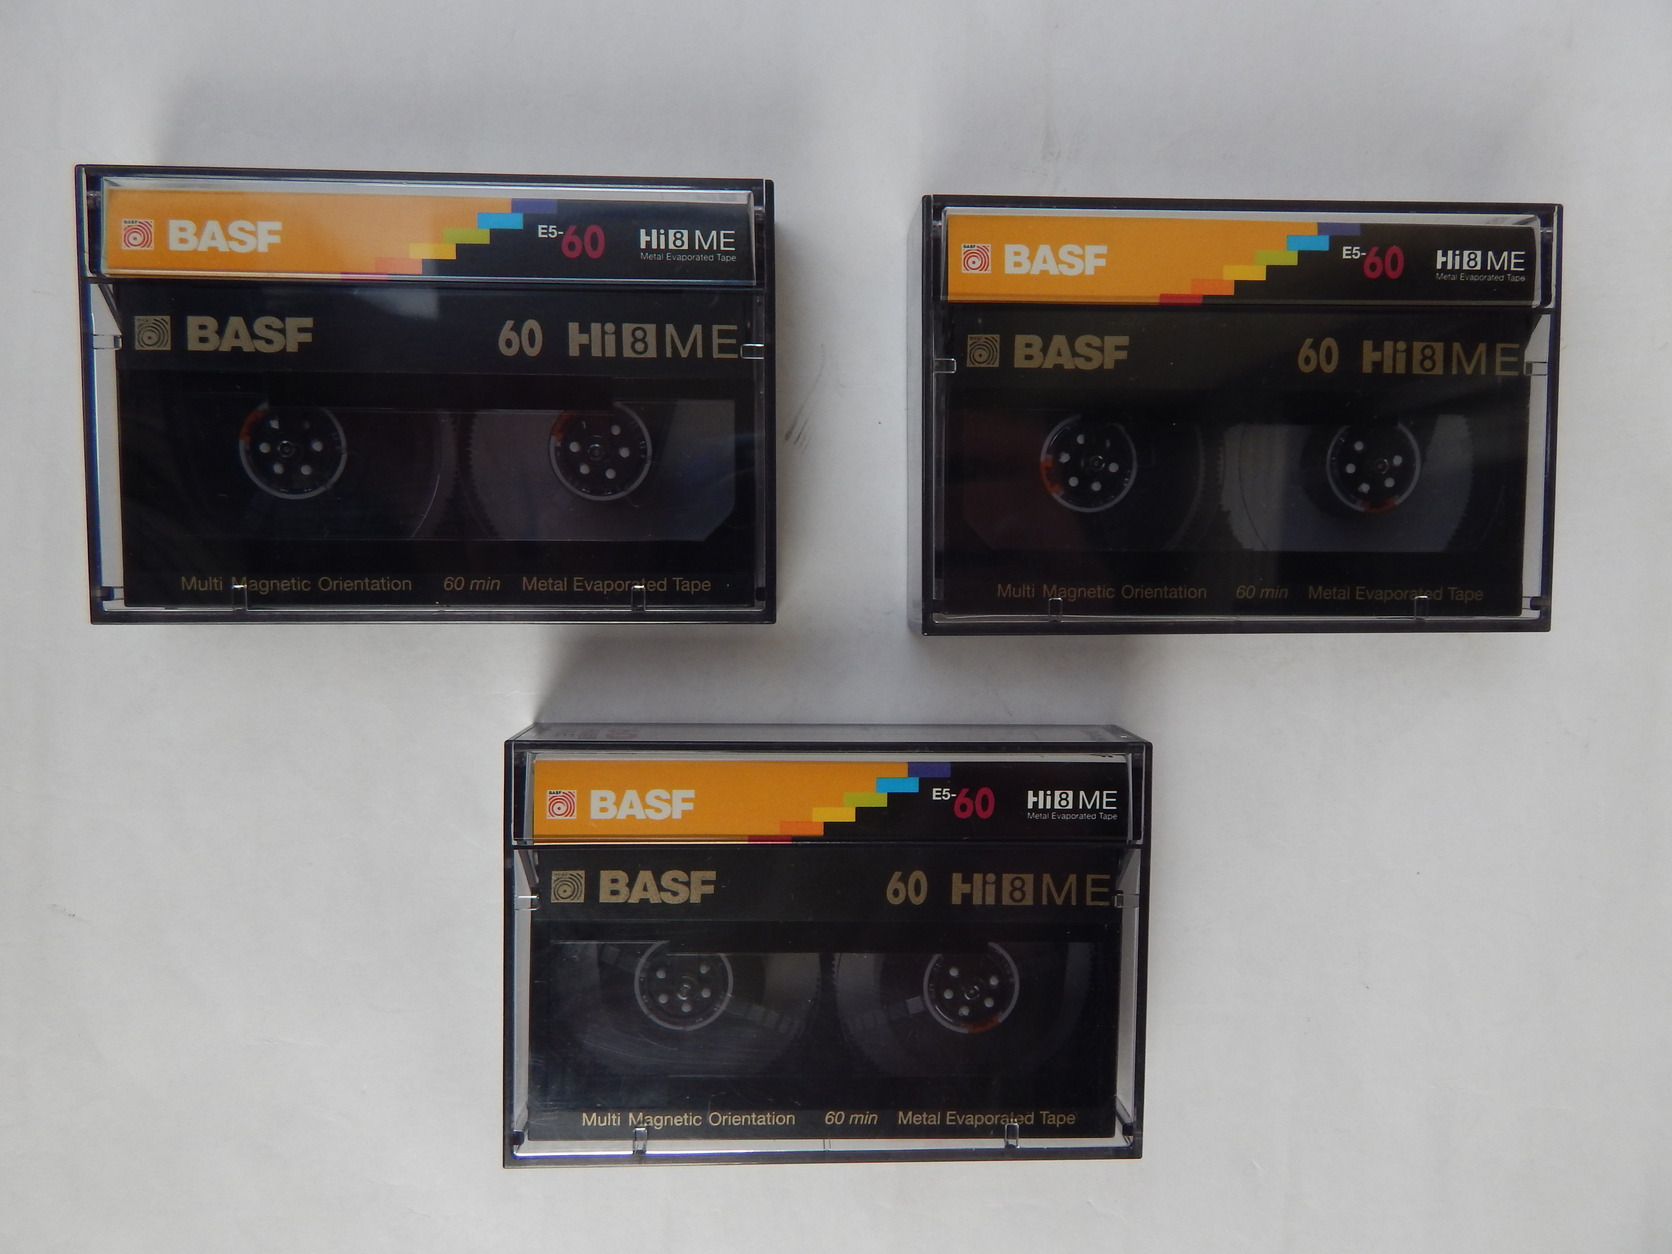 BASF E5-60 Hi8 ME
Metal Evaporated Tape
BASF 60 Hi8 ME
Multi Magnetic Orientation 60 min Metal Evaporated Tape
BASF E5-60 Hi8 ME
Metal Evaporated Tape
BASF 60 Hi8 ME
Multi Magnetic Orientation 60 min Metal Evaporated Tape
BASF E5-60 Hi8 ME
Metal Evaporated Tape
BASF 60 Hi8 ME
Multi Magnetic Orientation 60 min Metal Evaporated Tape